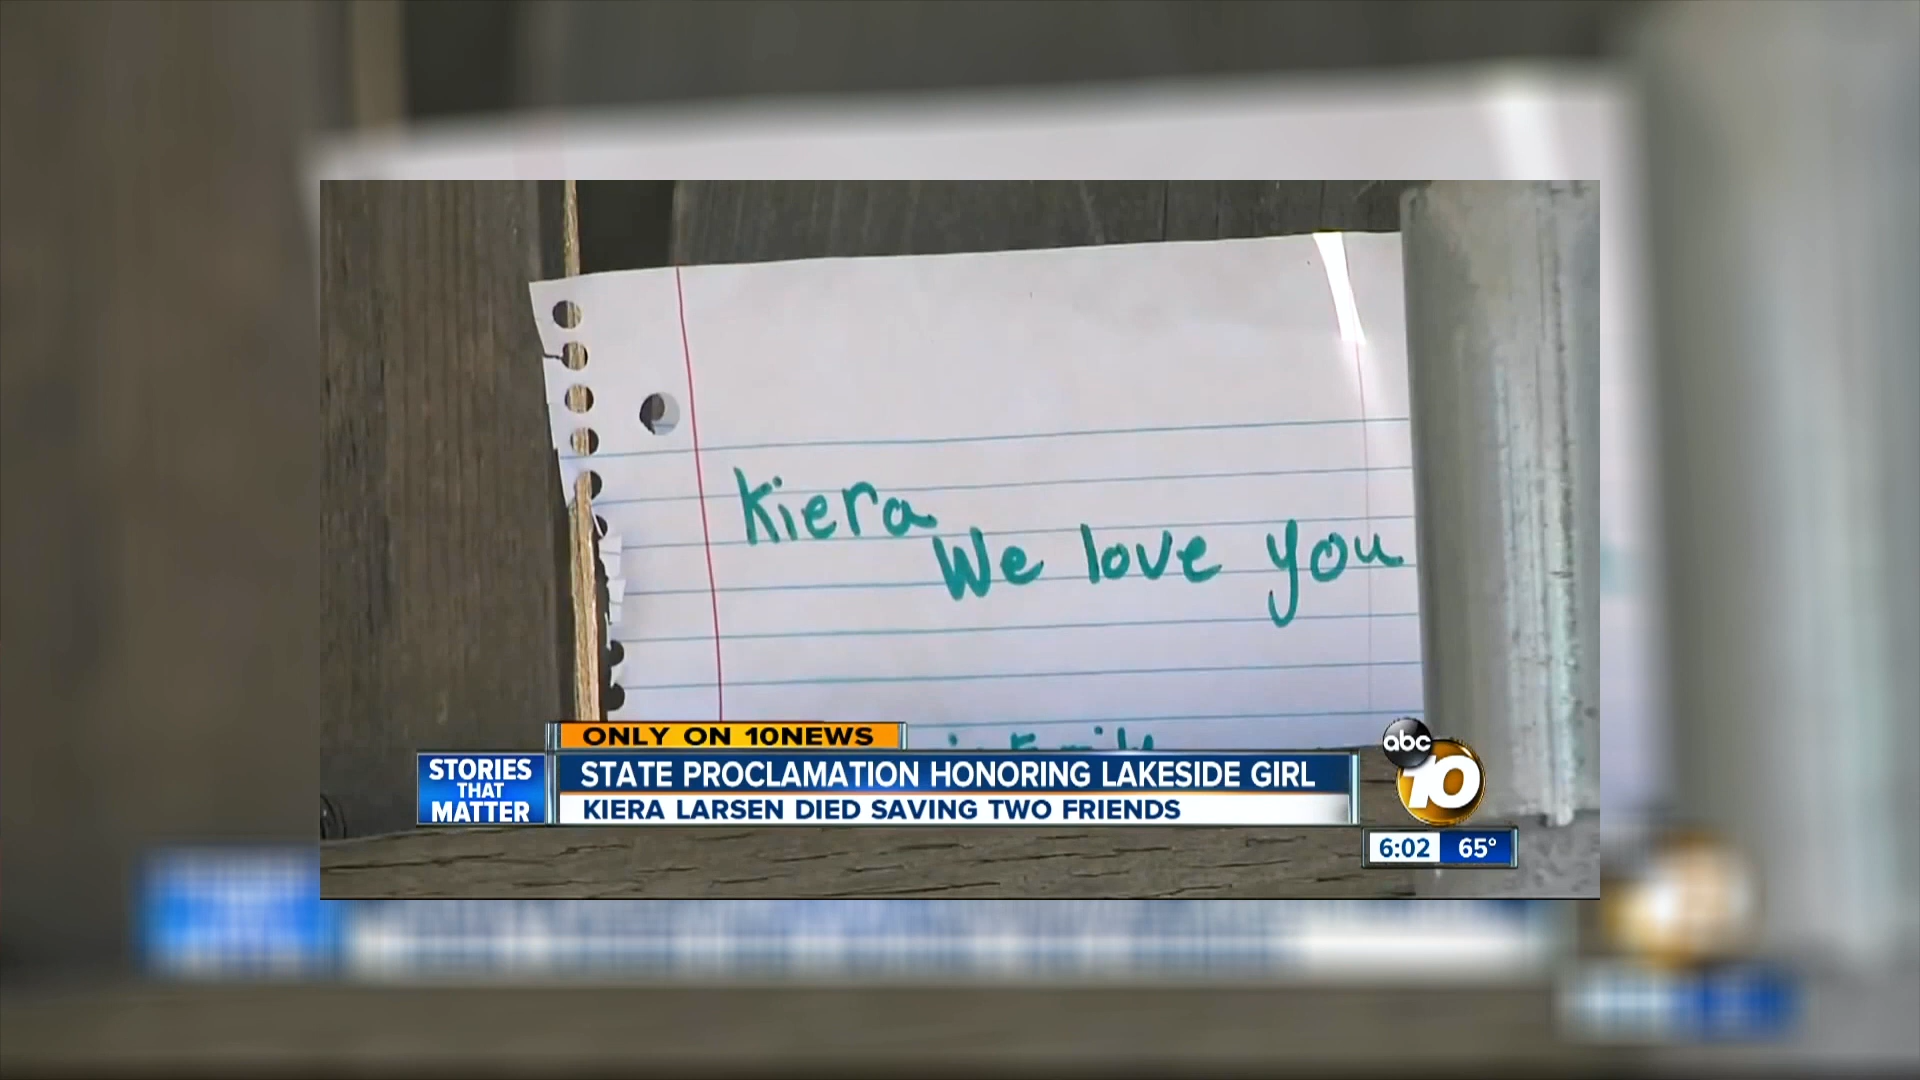 Kiera
We love you
ONLY ON 10NEWS
STORIES
THAT
MATTER
STATE PROCLAMATION HONORING LAKESIDE GIRL
KIERA LARSEN DIED SAVING TWO FRIENDS
abc
10
6:02 65°